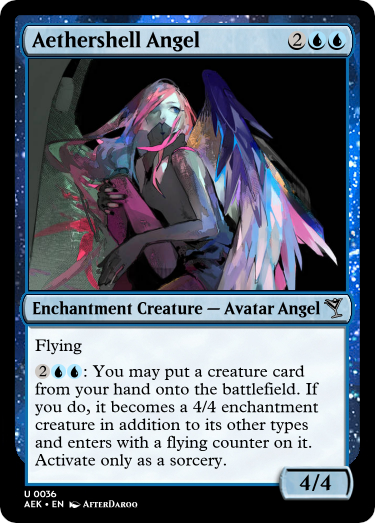 Aethershell Angel 2
Enchantment Creature — Avatar Angel
Flying
2: You may put a creature card
from your hand onto the battlefield. If
you do, it becomes a 4/4 enchantment
creature in addition to its other types
and enters with a flying counter on it.
Activate only as a sorcery.
4/4
U 0036
AEK • EN AfterDaroo